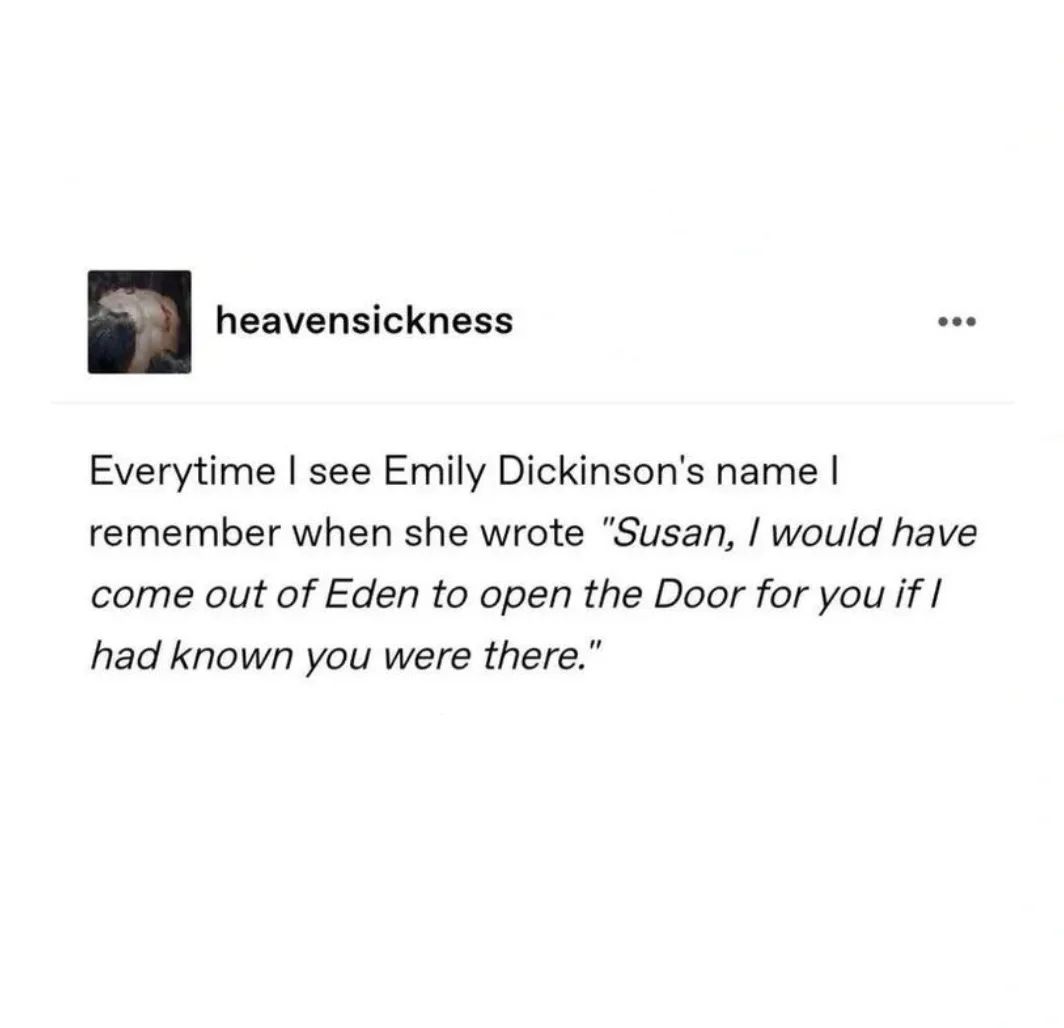 heavensickness
Everytime I see Emily Dickinson's name I
remember when she wrote "Susan, I would have
come out of Eden to open the Door for you if I
had known you were there."